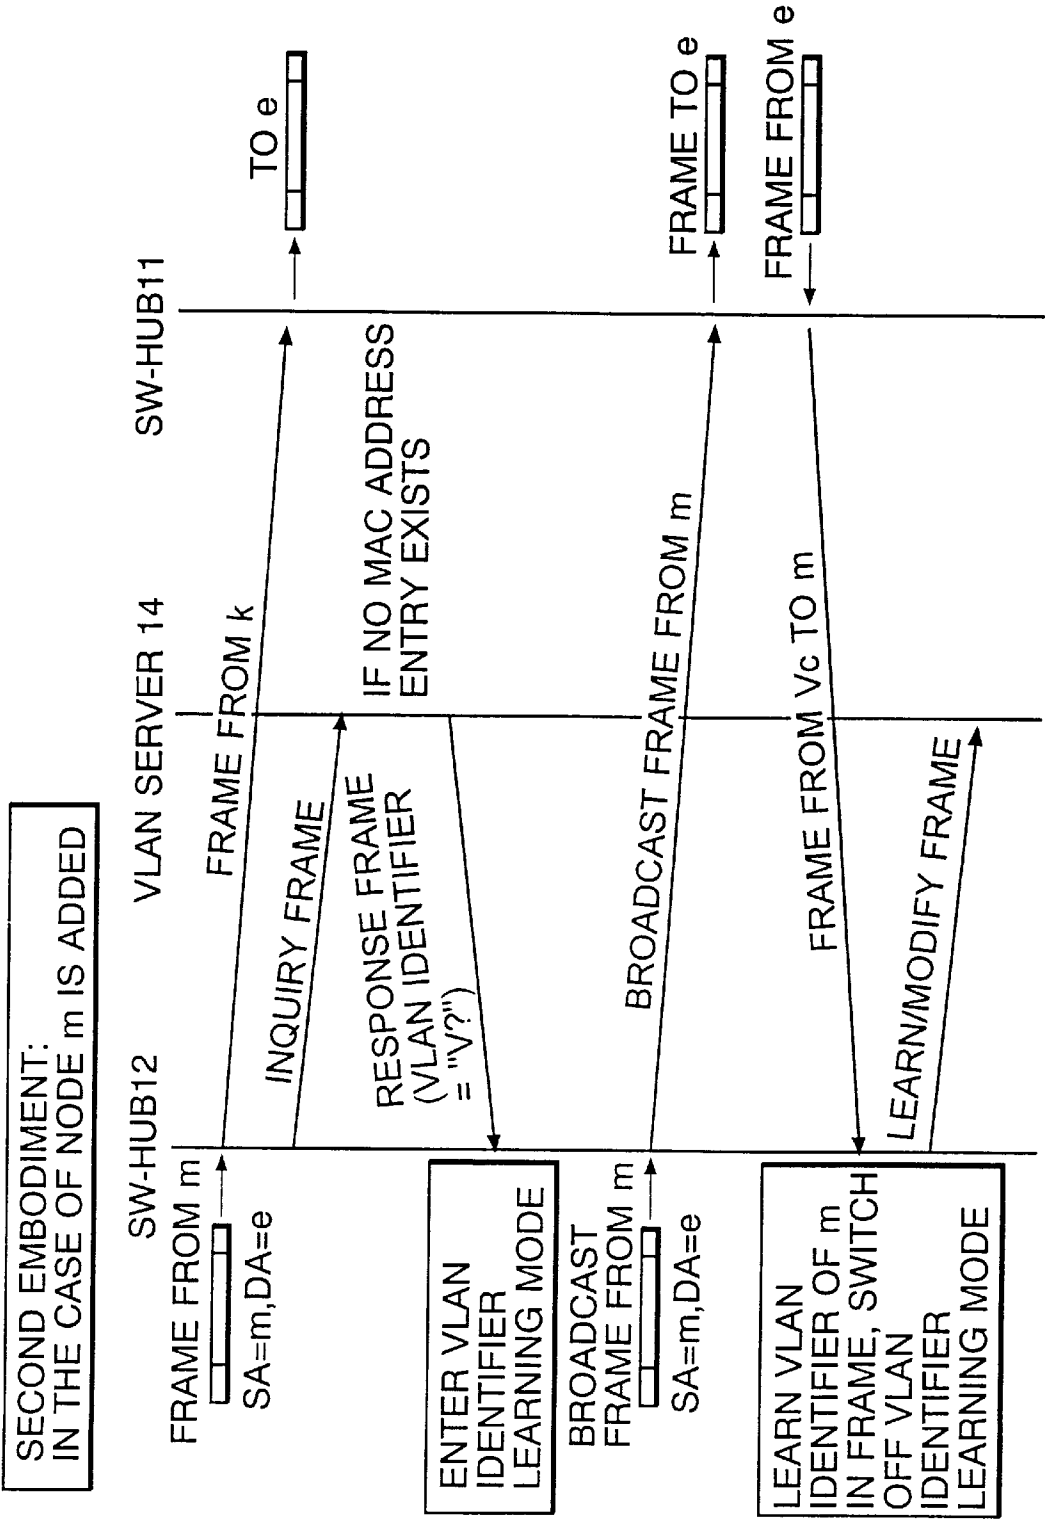 SECOND EMBODIMENT:
IN THE CASE OF NODE m IS ADDED
SW-HUB12
VLAN SERVER 14
SW-HUB11
FRAME FROM m
SA=m,DA=e
FRAME FROM k
TO e
INQUIRY FRAME
IF NO MAC ADDRESS
ENTRY EXISTS
RESPONSE FRAME
(VLAN IDENTIFIER
= "V?")
ENTER VLAN
IDENTIFIER
LEARNING MODE
BROADCAST
FRAME FROM m
SA=m,DA=e
BROADCAST FRAME FROM m
FRAME TO e
FRAME FROM e
FRAME FROM Vc TO m
LEARN VLAN
IDENTIFIER OF m
IN FRAME, SWITCH
OFF VLAN
IDENTIFIER
LEARNING MODE
LEARN/MODIFY FRAME